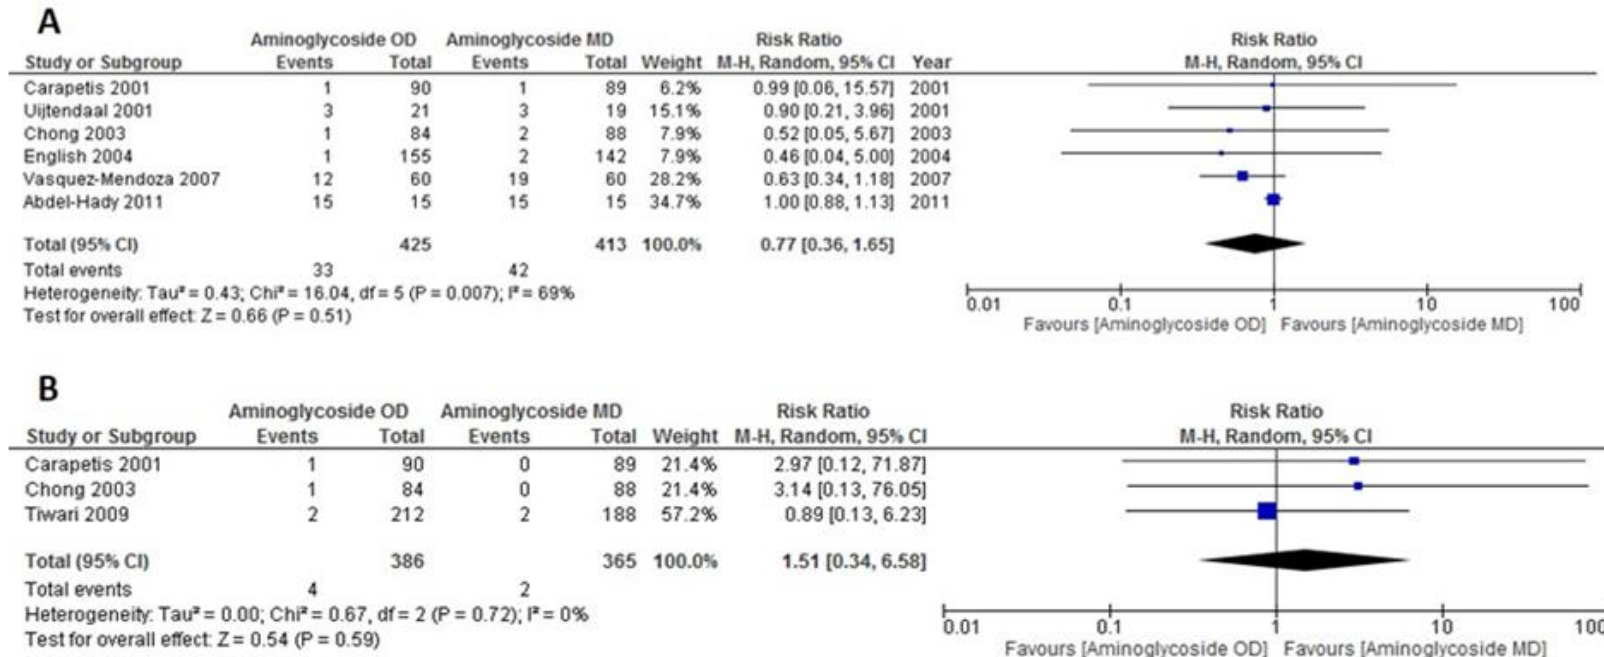 A
Aminoglycoside OD Aminoglycoside MD Risk Ratio Risk Ratio
Study or Subgroup Events Total Events Total Weight M-H, Random, 95% CI Year M-H, Random, 95% CI
Carapetis 2001 1 90 1 89 6.2% 0.99 [0.06, 15.57] 2001
Uijtendaal 2001 3 21 3 19 15.1% 0.90 [0.21, 3.96] 2001
Chong 2003 1 84 2 88 7.9% 0.52 [0.05, 5.67] 2003
English 2004 1 155 2 142 7.9% 0.46 [0.04, 5.00] 2004
Vasquez-Mendoza 2007 12 60 19 60 28.2% 0.63 [0.34, 1.18] 2007
Abdel-Hady 2011 15 15 15 15 34.7% 1.00 [0.88, 1.13] 2011
Total (95% CI) 425 413 100.0% 0.77 [0.36, 1.65]
Total events 33 42
Heterogeneity: Tau² = 0.43; Chi² = 16.04, df = 5 (P = 0.007); I² = 69%
Test for overall effect: Z = 0.66 (P = 0.51)
0.01 0.1 1 10 100
Favours [Aminoglycoside OD] Favours [Aminoglycoside MD]
B
Aminoglycoside OD Aminoglycoside MD Risk Ratio Risk Ratio
Study or Subgroup Events Total Events Total Weight M-H, Random, 95% CI M-H, Random, 95% CI
Carapetis 2001 1 90 0 89 21.4% 2.97 [0.12, 71.87]
Chong 2003 1 84 0 88 21.4% 3.14 [0.13, 76.05]
Tiwari 2009 2 212 2 188 57.2% 0.89 [0.13, 6.23]
Total (95% CI) 386 365 100.0% 1.51 [0.34, 6.58]
Total events 4 2
Heterogeneity: Tau² = 0.00; Chi² = 0.67, df = 2 (P = 0.72); I² = 0%
Test for overall effect: Z = 0.54 (P = 0.59)
0.01 0.1 1 10 100
Favours [Aminoglycoside OD] Favours [Aminoglycoside MD]